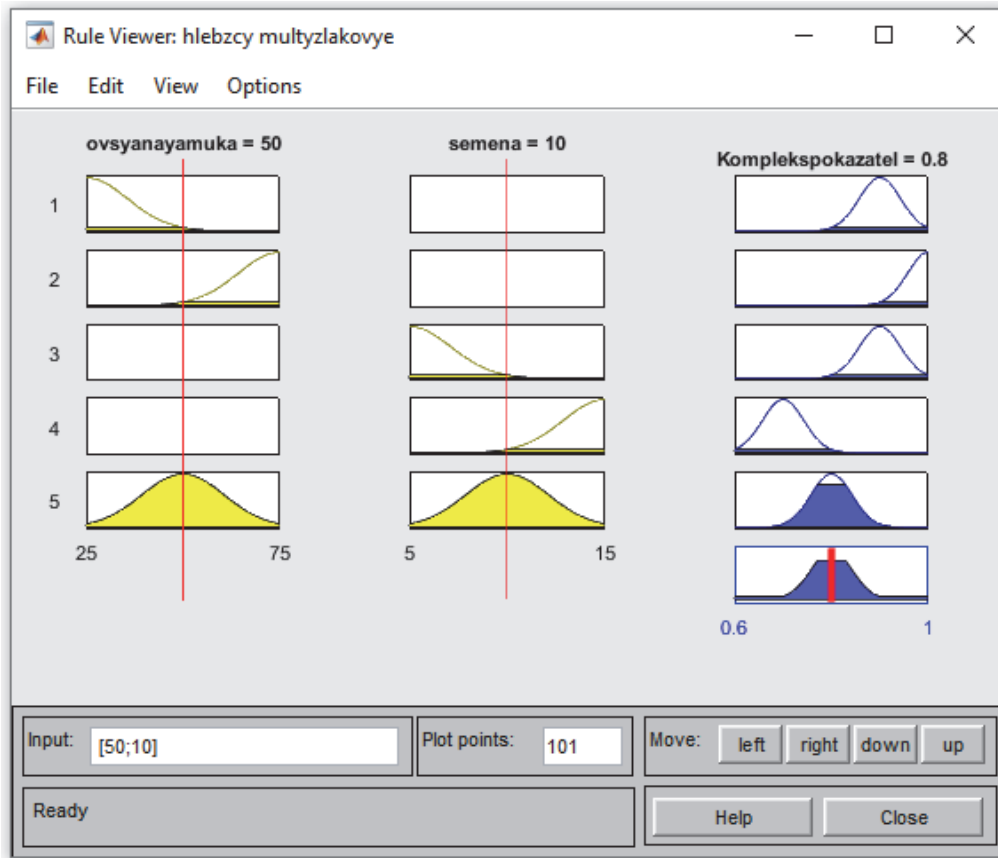 Rule Viewer: hlebzcy multyzlakovye
File Edit View Options
ovsyanayamuka = 50
semena = 10
Komplekspokazatel = 0.8
1
2
3
4
5
25 75
5 15
0.6 1
Input: [50;10]
Plot points: 101
Move: left right down up
Ready
Help Close